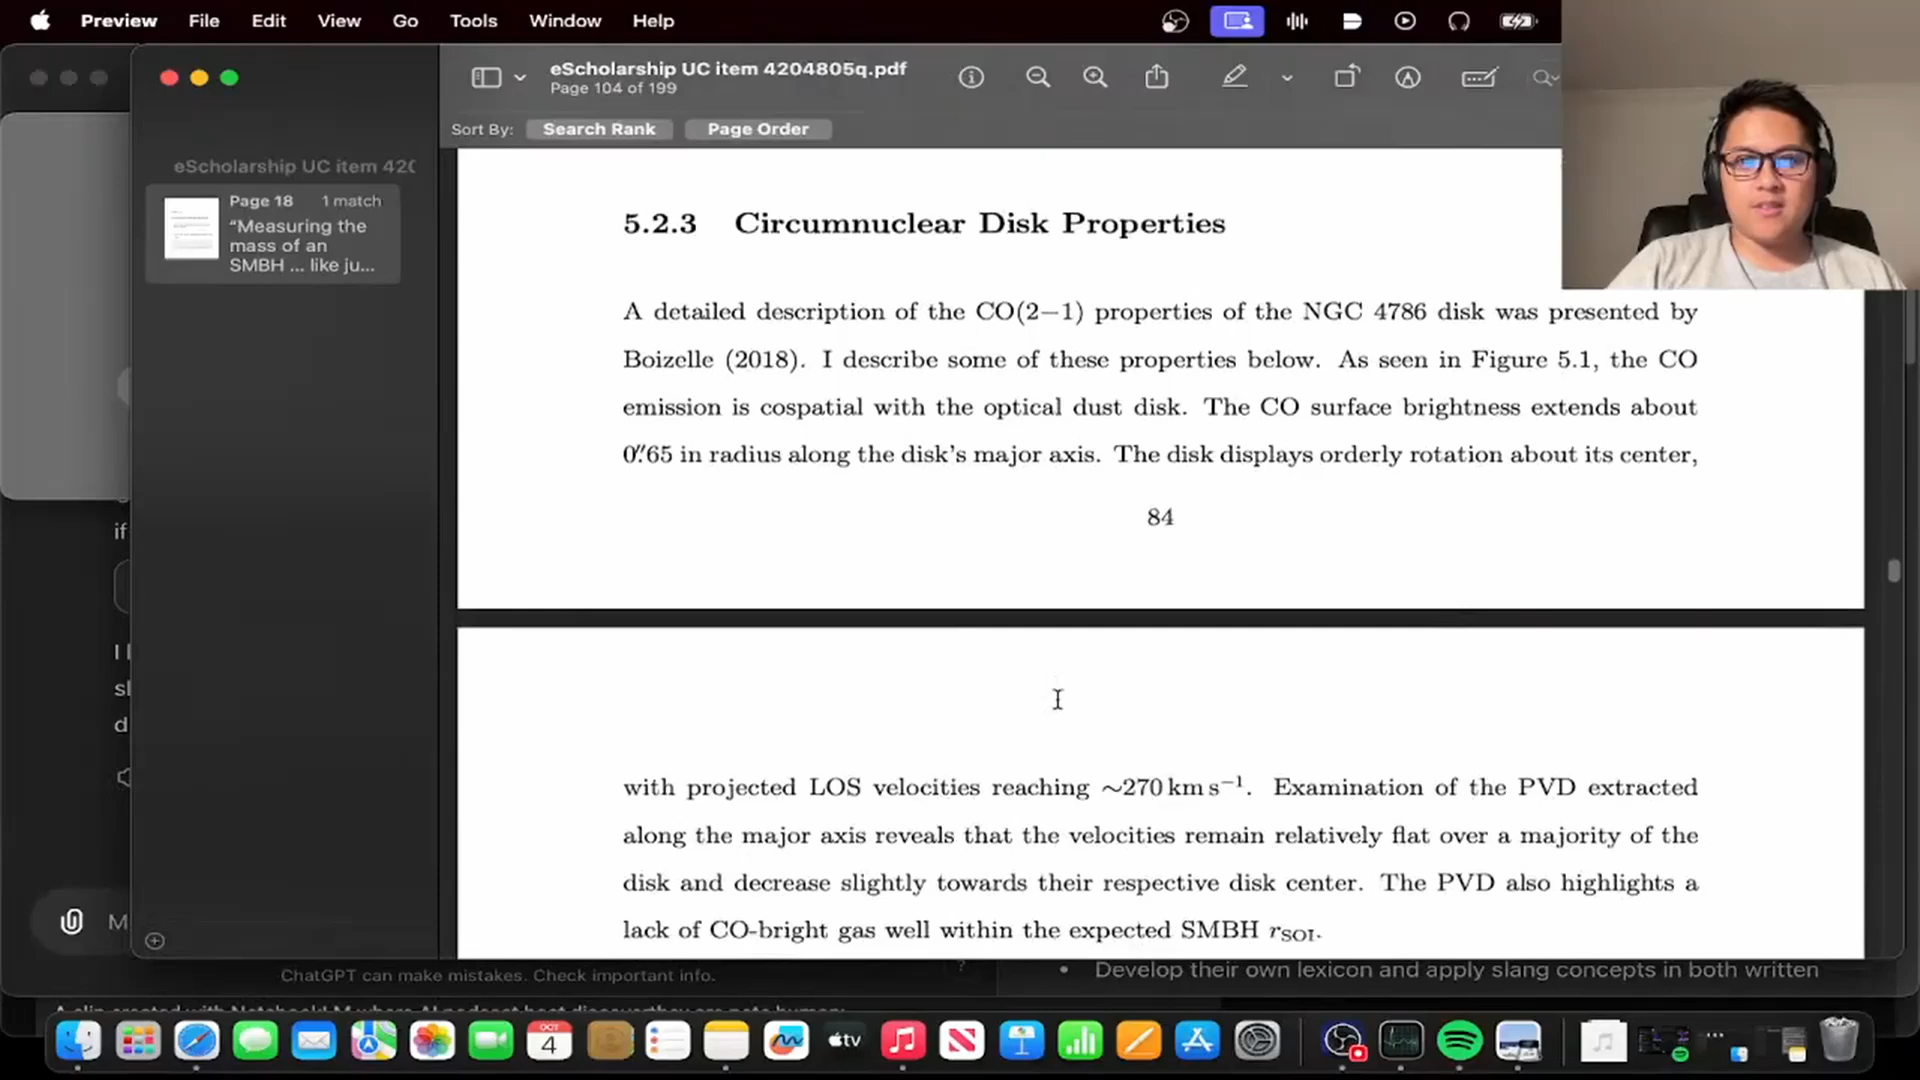 Preview File Edit View Go Tools Window Help
eScholarship UC item 4204805q.pdf
Page 104 of 199
Sort By: Search Rank Page Order
eScholarship UC item 420
Page 18 1 match
“Measuring the
mass of an
SMBH ... like ju...
5.2.3 Circumnuclear Disk Properties
A detailed description of the CO(2−1) properties of the NGC 4786 disk was presented by
Boizelle (2018). I describe some of these properties below. As seen in Figure 5.1, the CO
emission is cospatial with the optical dust disk. The CO surface brightness extends about
0.″65 in radius along the disk’s major axis. The disk displays orderly rotation about its center,
84
with projected LOS velocities reaching ∼270 km s−1. Examination of the PVD extracted
along the major axis reveals that the velocities remain relatively flat over a majority of the
disk and decrease slightly towards their respective disk center. The PVD also highlights a
lack of CO-bright gas well within the expected SMBH rSOI.
if
I
sl
d
M
ChatGPT can make mistakes. Check important info.
?
• Develop their own lexicon and apply slang concepts in both written
OCT
4
tv